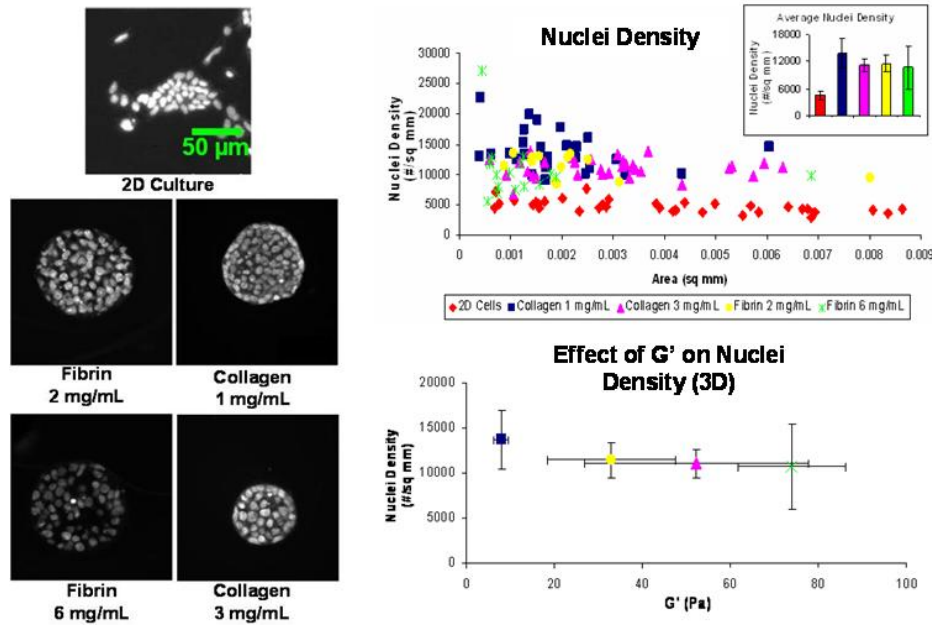 50 µm
2D Culture
Fibrin
2 mg/mL
Collagen
1 mg/mL
Fibrin
6 mg/mL
Collagen
3 mg/mL
Nuclei Density
Nuclei Density
(#/sq mm)
30000
25000
20000
15000
10000
5000
0
0
0.001
0.002
0.003
0.004
0.005
0.006
0.007
0.008
0.009
Area (sq mm)
2D Cells
Collagen 1 mg/mL
Collagen 3 mg/mL
Fibrin 2 mg/mL
Fibrin 6 mg/mL
Average Nuclei Density
Nuclei Density
(#/sq mm)
18000
12000
6000
0
Effect of G' on Nuclei
Density (3D)
Nuclei Density
(#/sq mm)
20000
15000
10000
5000
0
0
20
40
60
80
100
G' (Pa)